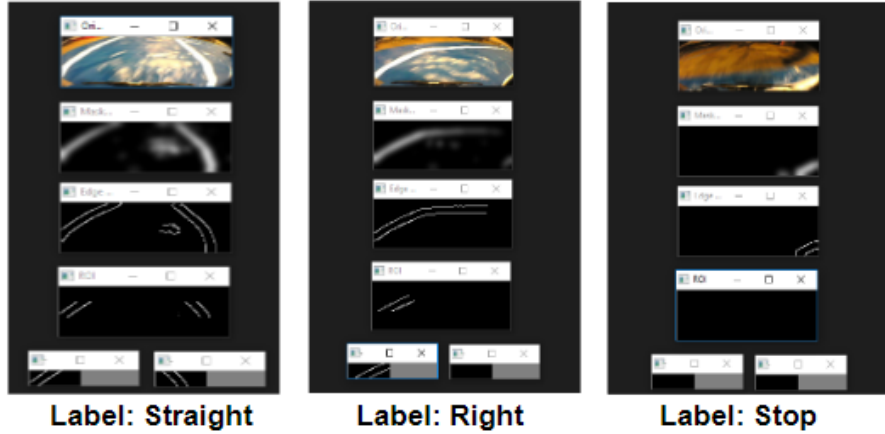 Ori... Ori... Ori...
Mask... Mask... Mask...
Edge ... Edge ... Edge ...
ROI ROI ROI
Label: Straight Label: Right Label: Stop